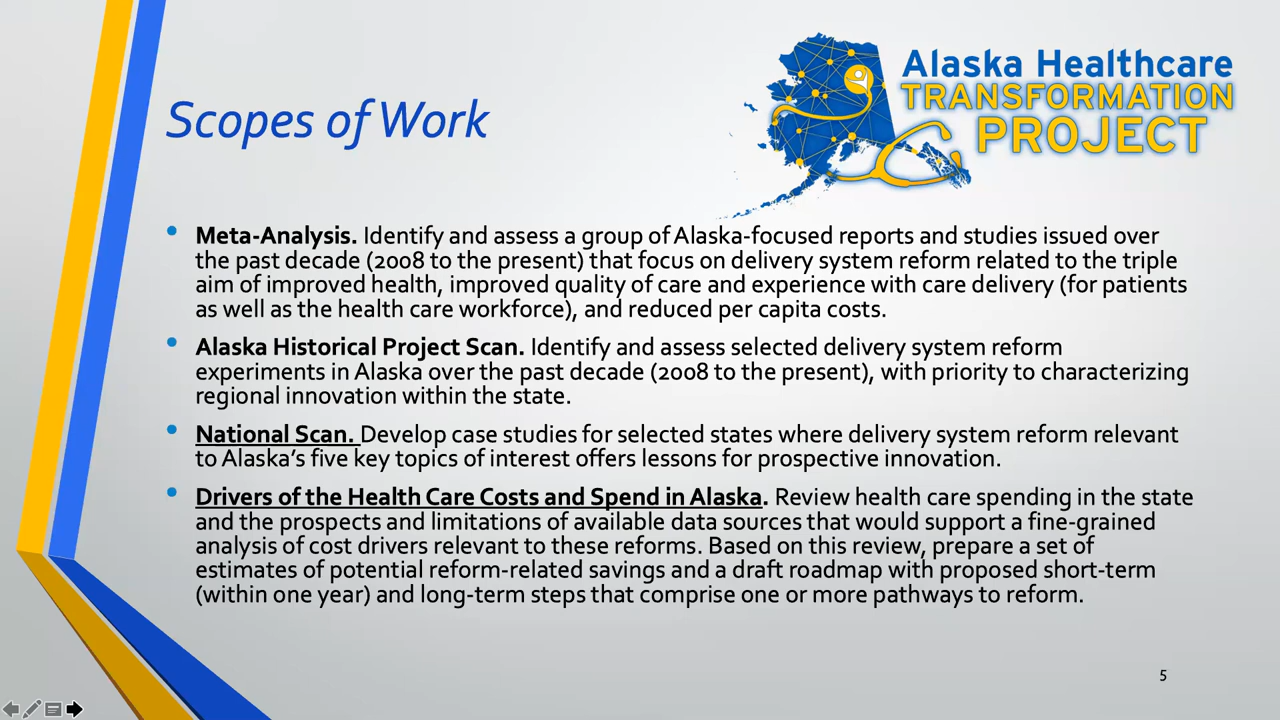 Alaska Healthcare
TRANSFORMATION
PROJECT
Scopes of Work
• Meta-Analysis. Identify and assess a group of Alaska-focused reports and studies issued over
the past decade (2008 to the present) that focus on delivery system reform related to the triple
aim of improved health, improved quality of care and experience with care delivery (for patients
as well as the health care workforce), and reduced per capita costs.
• Alaska Historical Project Scan. Identify and assess selected delivery system reform
experiments in Alaska over the past decade (2008 to the present), with priority to characterizing
regional innovation within the state.
• National Scan. Develop case studies for selected states where delivery system reform relevant
to Alaska’s five key topics of interest offers lessons for prospective innovation.
• Drivers of the Health Care Costs and Spend in Alaska. Review health care spending in the state
and the prospects and limitations of available data sources that would support a fine-grained
analysis of cost drivers relevant to these reforms. Based on this review, prepare a set of
estimates of potential reform-related savings and a draft roadmap with proposed short-term
(within one year) and long-term steps that comprise one or more pathways to reform.
5